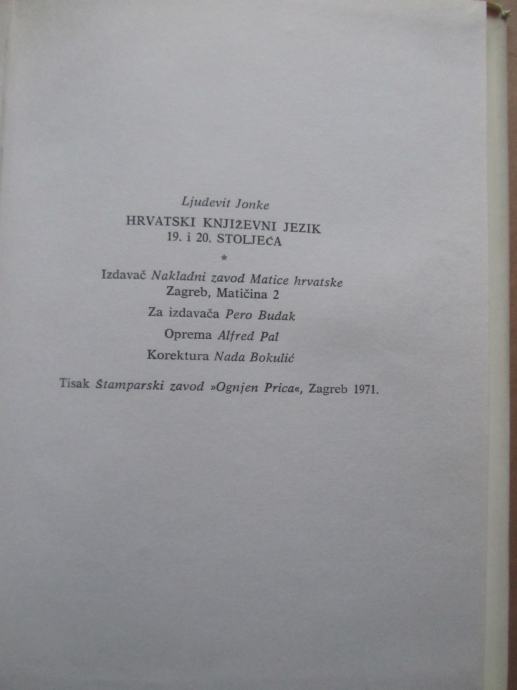 Ljudevit Jonke
HRVATSKI KNJIŽEVNI JEZIK
19. i 20. STOLJEĆA
*
Izdavač Nakladni zavod Matice hrvatske
Zagreb, Matičina 2
Za izdavača Pero Budak
Oprema Alfred Pal
Korektura Nada Bokulić
Tisak Štamparski zavod »Ognjen Prica«, Zagreb 1971.